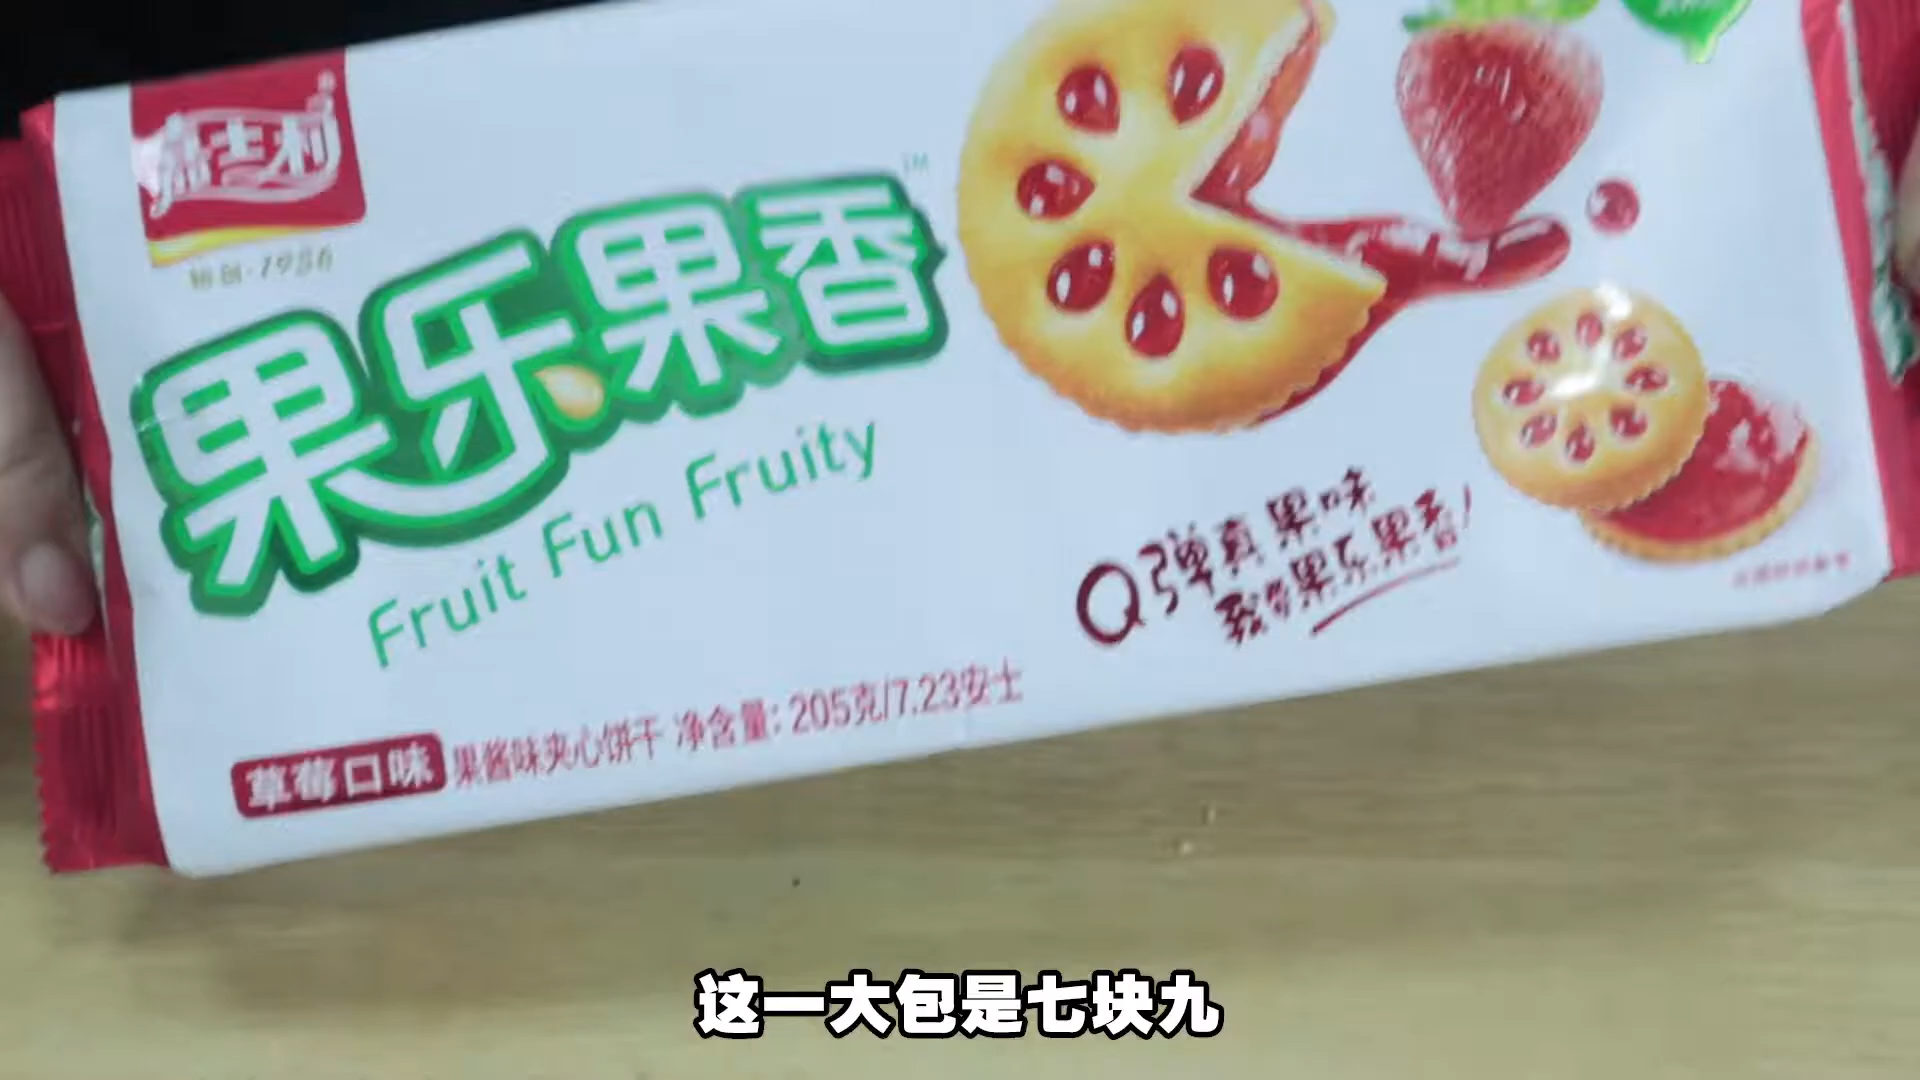 嘉士利
始创·1956
果乐果香
Fruit Fun Fruity
Q弹真果味
致尝果乐果香!
草莓口味 果酱味夹心饼干 净含量: 205克/7.23安士
这一大包是七块九